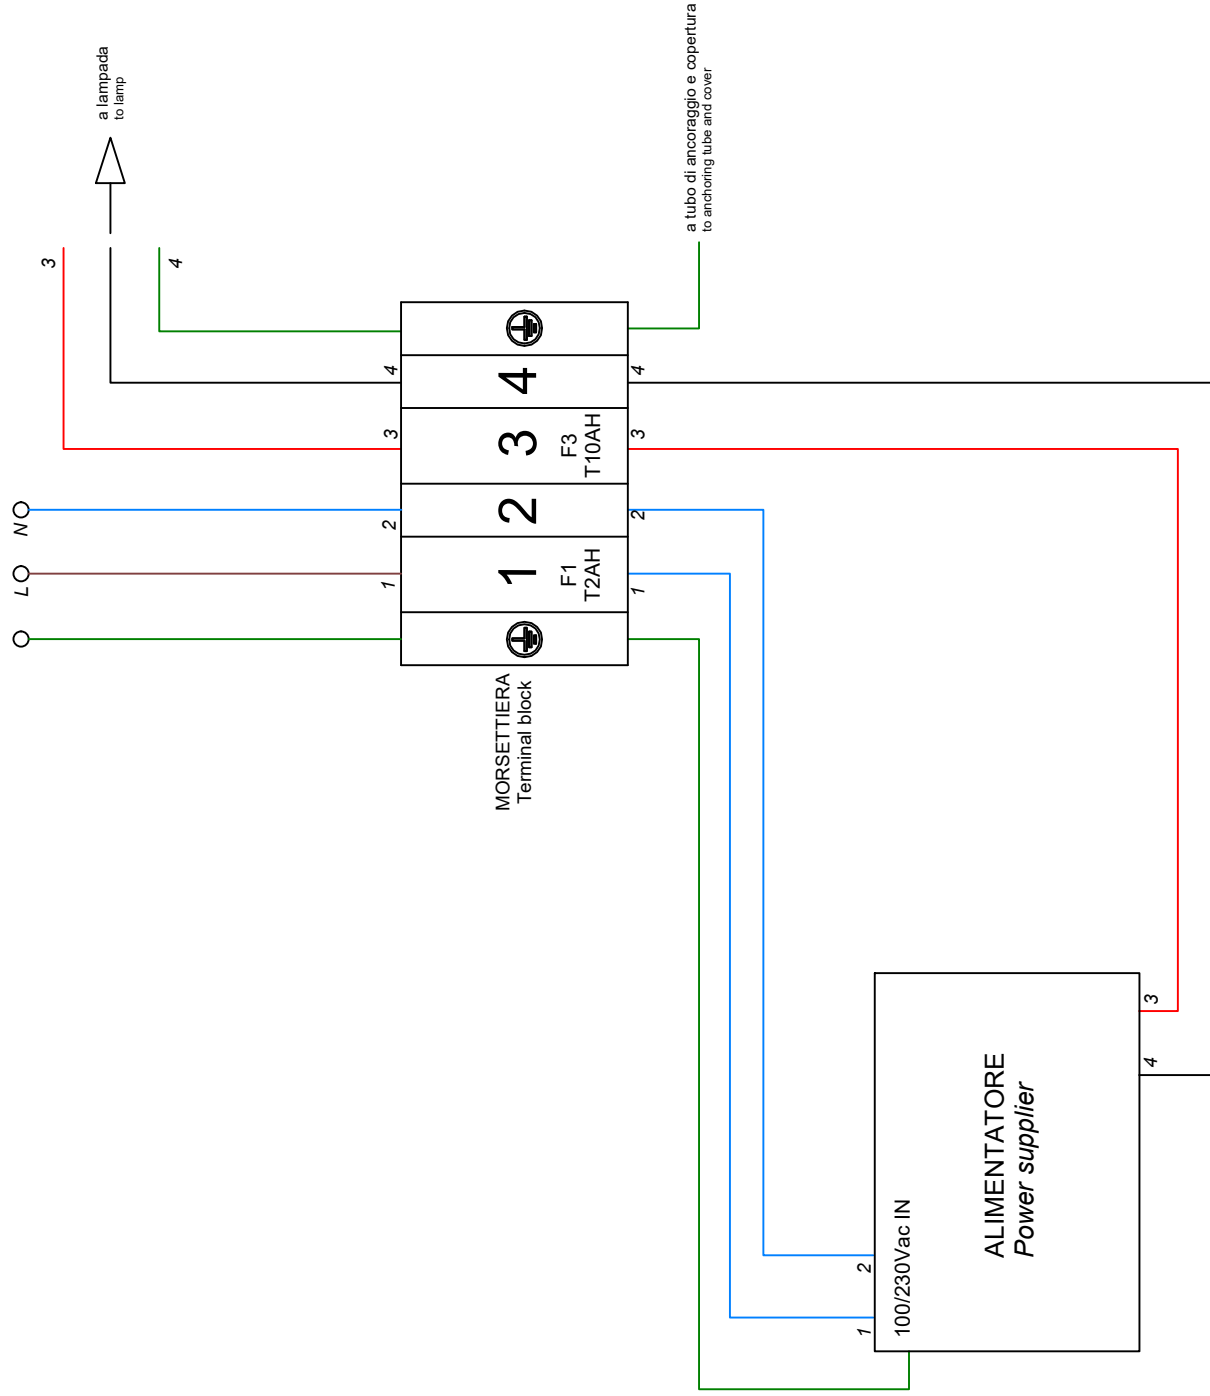 a lampada
to lamp
3
4
N
L
a tubo di ancoraggio e copertura
to anchoring tube and cover
4
3
2
1
4
3
2
1
F3
T10AH
F1
T2AH
4
3
2
1
MORSETTIERA
Terminal block
100/230Vac IN
1
2
ALIMENTATORE
Power supplier
3
4